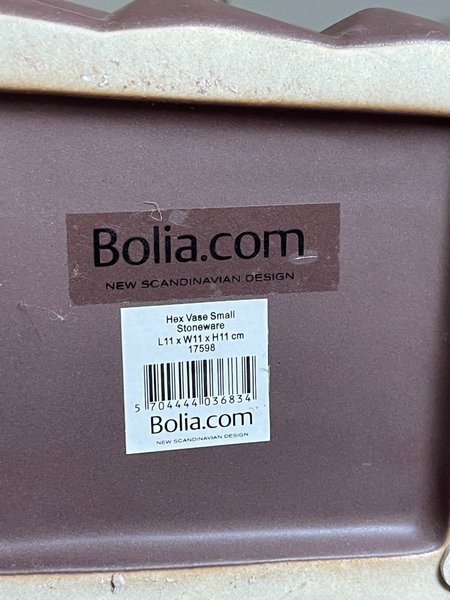 Bolia.com
NEW SCANDINAVIAN DESIGN
Hex Vase Small
Stoneware
L11 x W11 x H11 cm
17598
5 704444 036834
Bolia.com
NEW SCANDINAVIAN DESIGN